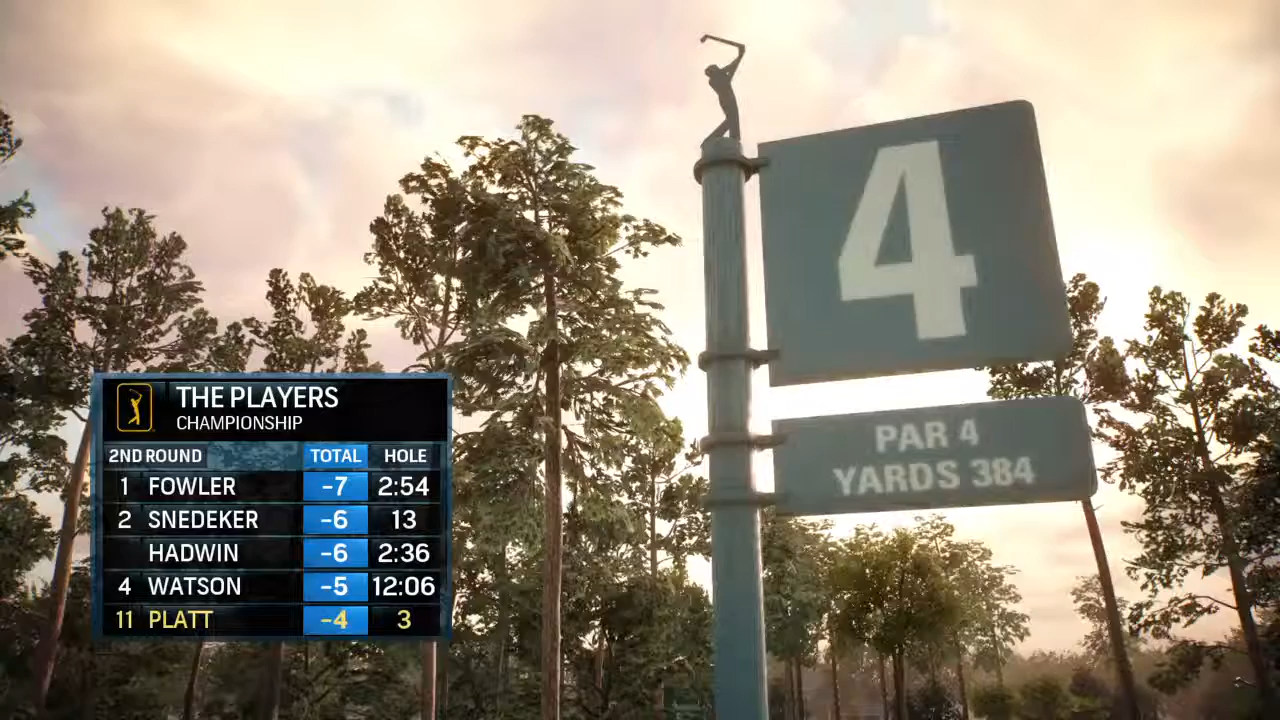 4
PAR 4
YARDS 384
THE PLAYERS
CHAMPIONSHIP
2ND ROUND TOTAL HOLE
1 FOWLER -7 2:54
2 SNEDEKER -6 13
HADWIN -6 2:36
4 WATSON -5 12:06
11 PLATT -4 3